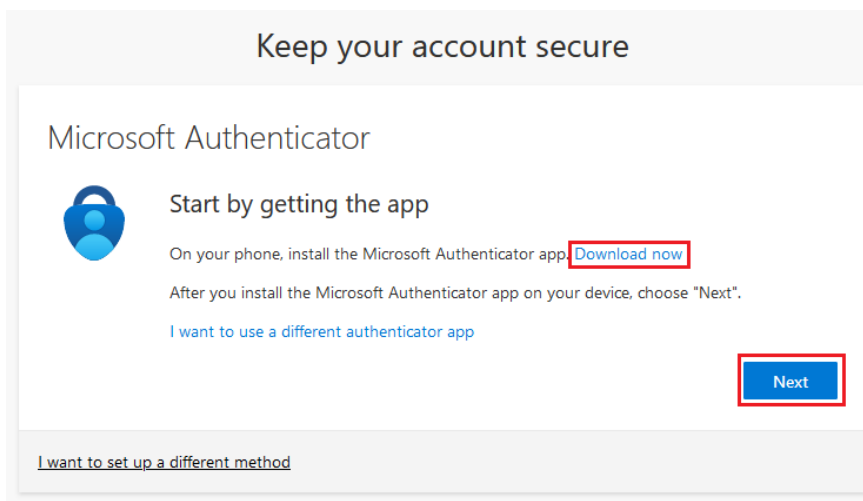 Keep your account secure
Microsoft Authenticator
Start by getting the app
On your phone, install the Microsoft Authenticator app. Download now
After you install the Microsoft Authenticator app on your device, choose "Next".
I want to use a different authenticator app
Next
I want to set up a different method